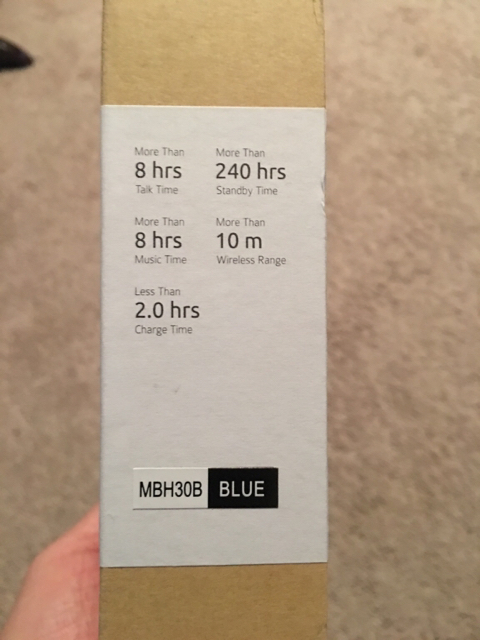 More Than
8 hrs
Talk Time
More Than
240 hrs
Standby Time
More Than
8 hrs
Music Time
More Than
10 m
Wireless Range
Less Than
2.0 hrs
Charge Time
MBH30B BLUE